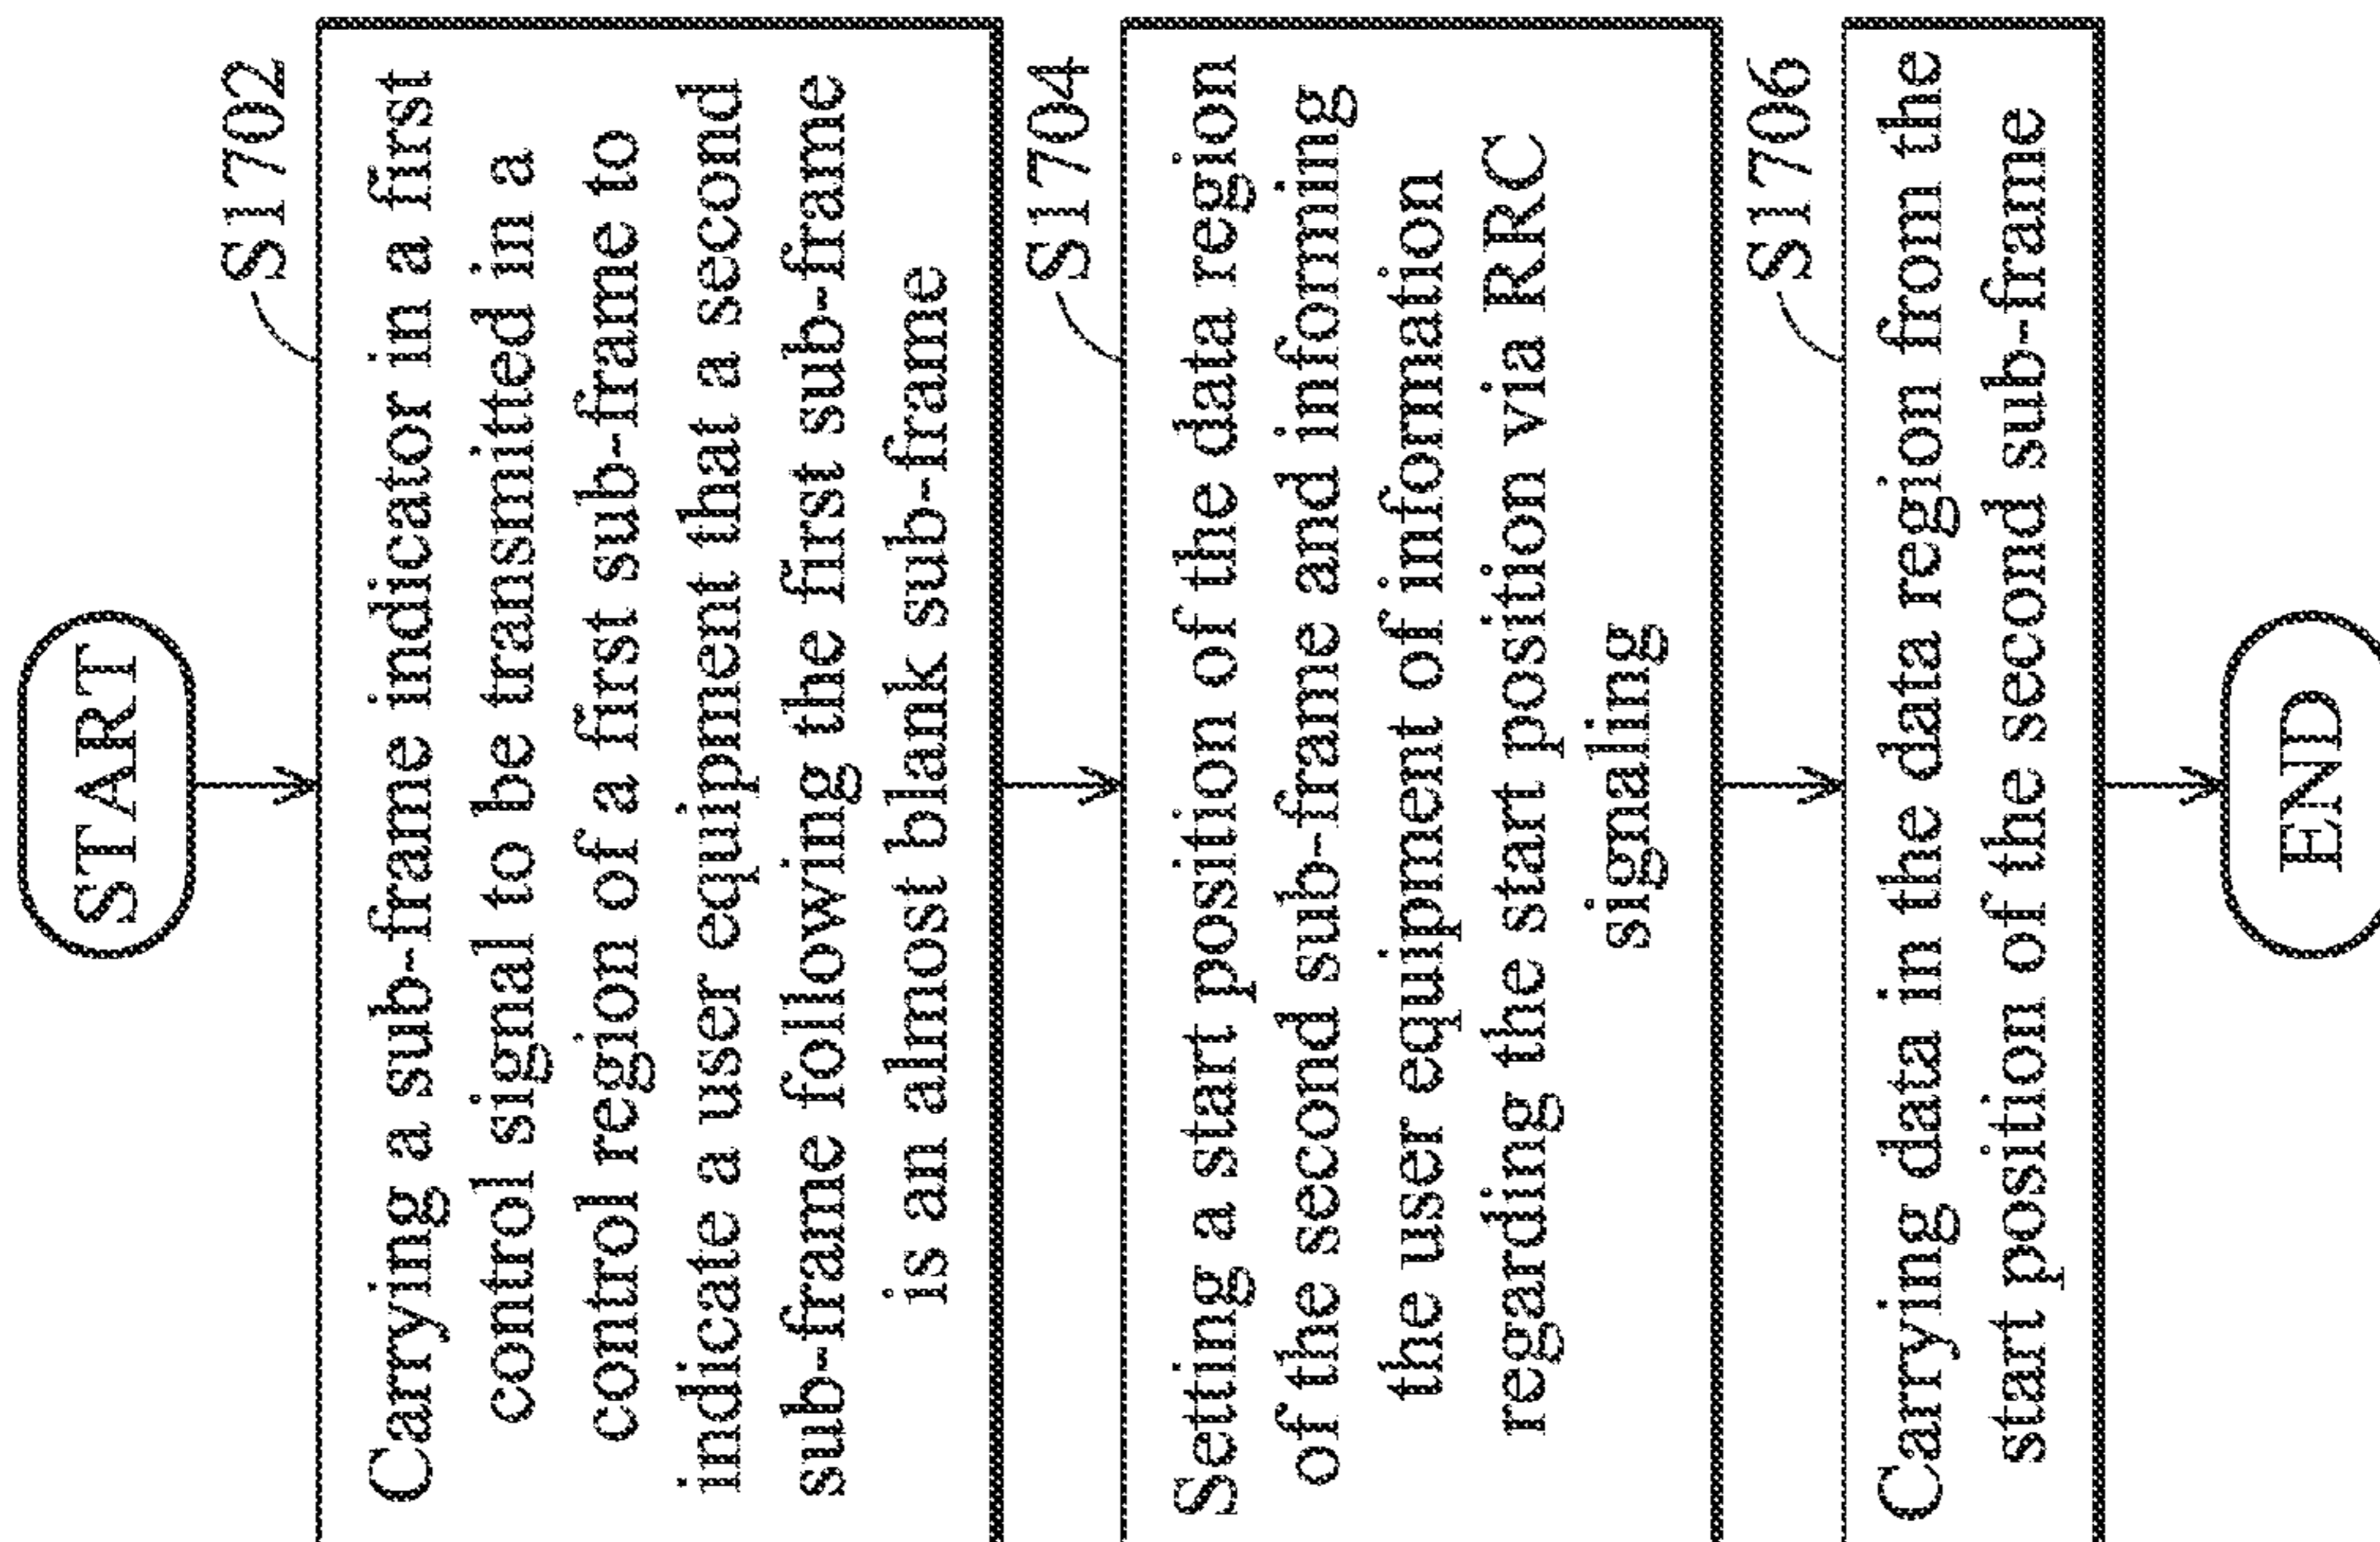 START
S1702
Carrying a sub-frame indicator in a first
control signal to be transmitted in a
control region of a first sub-frame to
indicate a user equipment that a second
sub-frame following the first sub-frame
is an almost blank sub-frame
S1704
Setting a start position of the data region
of the second sub-frame and informing
the user equipment of information
regarding the start position via RRC
signaling
S1706
Carrying data in the data region from the
start position of the second sub-frame
END